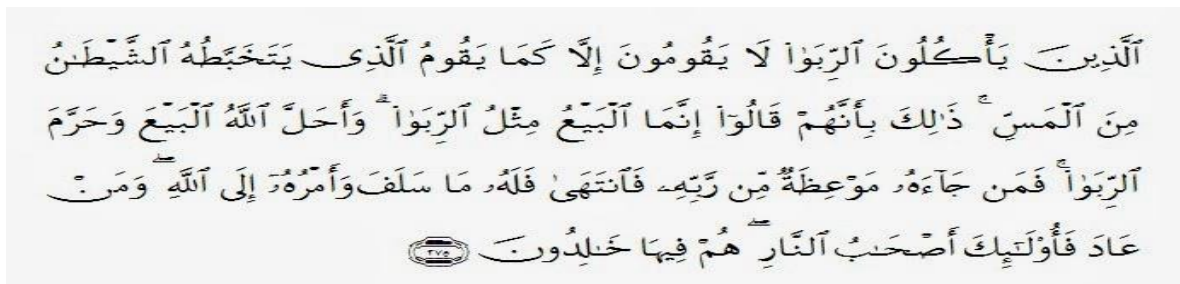 ٱلَّذِينَ يَأْكُلُونَ ٱلرِّبَوٰا۟ لَا يَقُومُونَ إِلَّا كَمَا يَقُومُ ٱلَّذِى يَتَخَبَّطُهُ ٱلشَّيْطَـٰنُ
مِنَ ٱلْمَسِّ ۚ ذَٰلِكَ بِأَنَّهُمْ قَالُوٓا۟ إِنَّمَا ٱلْبَيْعُ مِثْلُ ٱلرِّبَوٰا۟ ۗ وَأَحَلَّ ٱللَّهُ ٱلْبَيْعَ وَحَرَّمَ
ٱلرِّبَوٰا۟ ۚ فَمَن جَآءَهُۥ مَوْعِظَةٌ مِّن رَّبِّهِۦ فَٱنتَهَىٰ فَلَهُۥ مَا سَلَفَ وَأَمْرُهُۥٓ إِلَى ٱللَّهِ ۖ وَمَنْ
عَادَ فَأُو۟لَـٰٓئِكَ أَصْحَـٰبُ ٱلنَّارِ ۖ هُمْ فِيهَا خَـٰلِدُونَ ﴿٢٧٥﴾